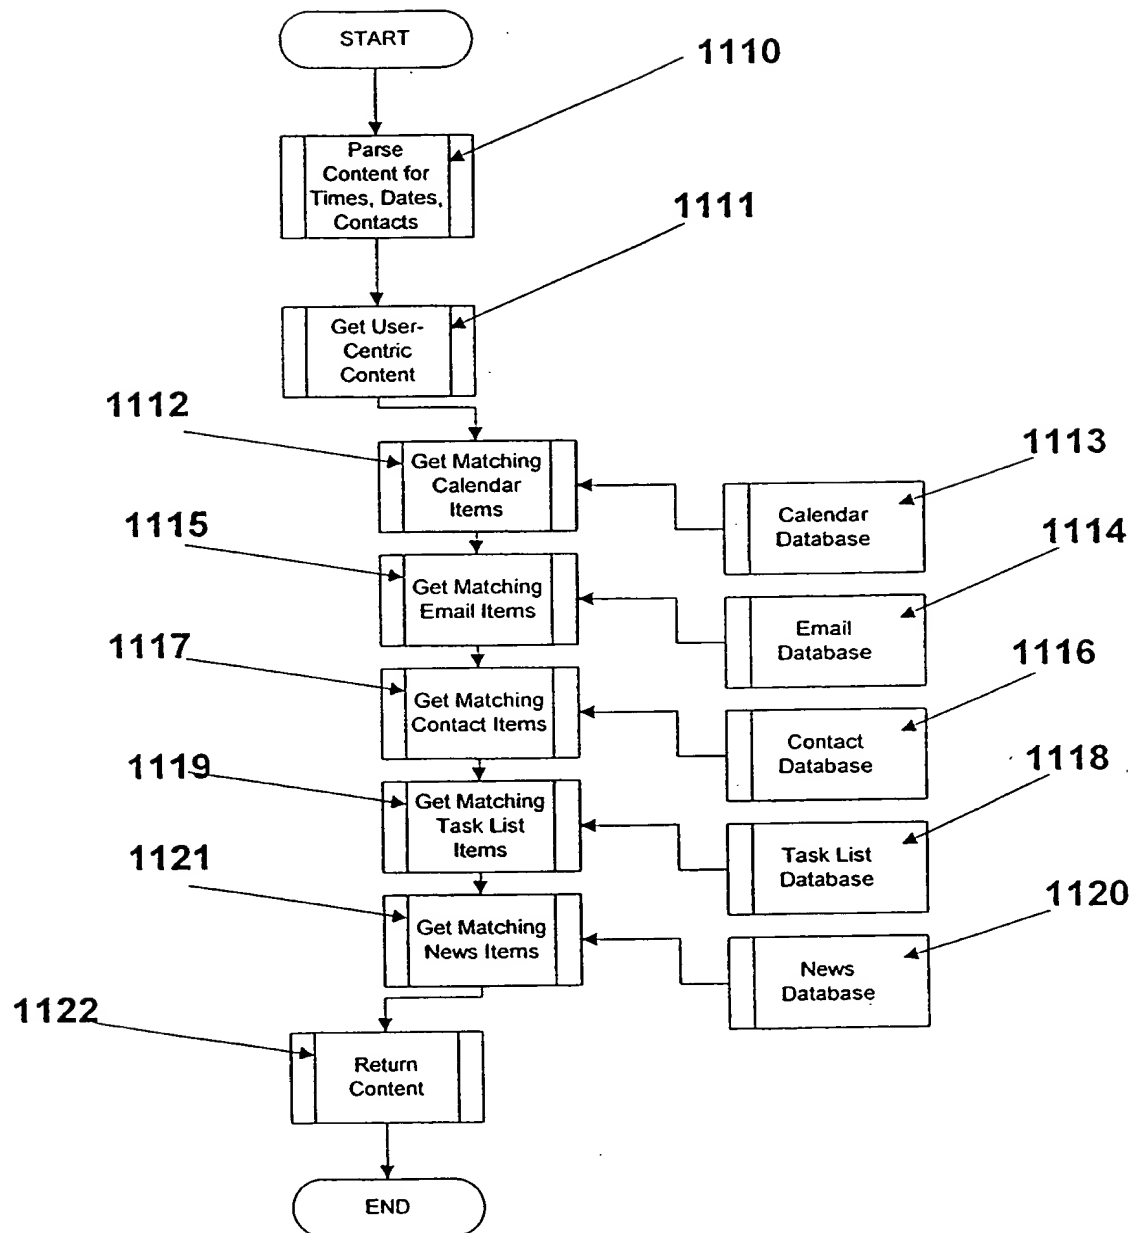 START
1110
Parse
Content for
Times, Dates,
Contacts
1111
Get User-
Centric
Content
1112
Get Matching
Calendar
Items
1113
Calendar
Database
1115
Get Matching
Email Items
1114
Email
Database
1117
Get Matching
Contact Items
1116
Contact
Database
1119
Get Matching
Task List
Items
1118
Task List
Database
1121
Get Matching
News Items
1120
News
Database
1122
Return
Content
END